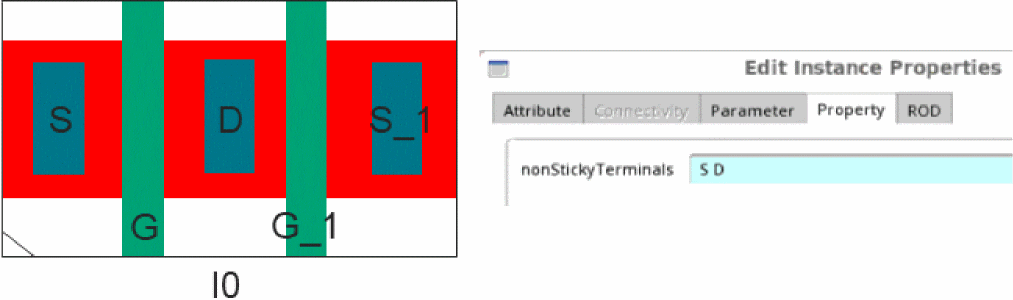 S
D
S_1
G
G_1
I0
Edit Instance Properties
Attribute
Connectivity
Parameter
Property
ROD
nonStickyTerminals
S D